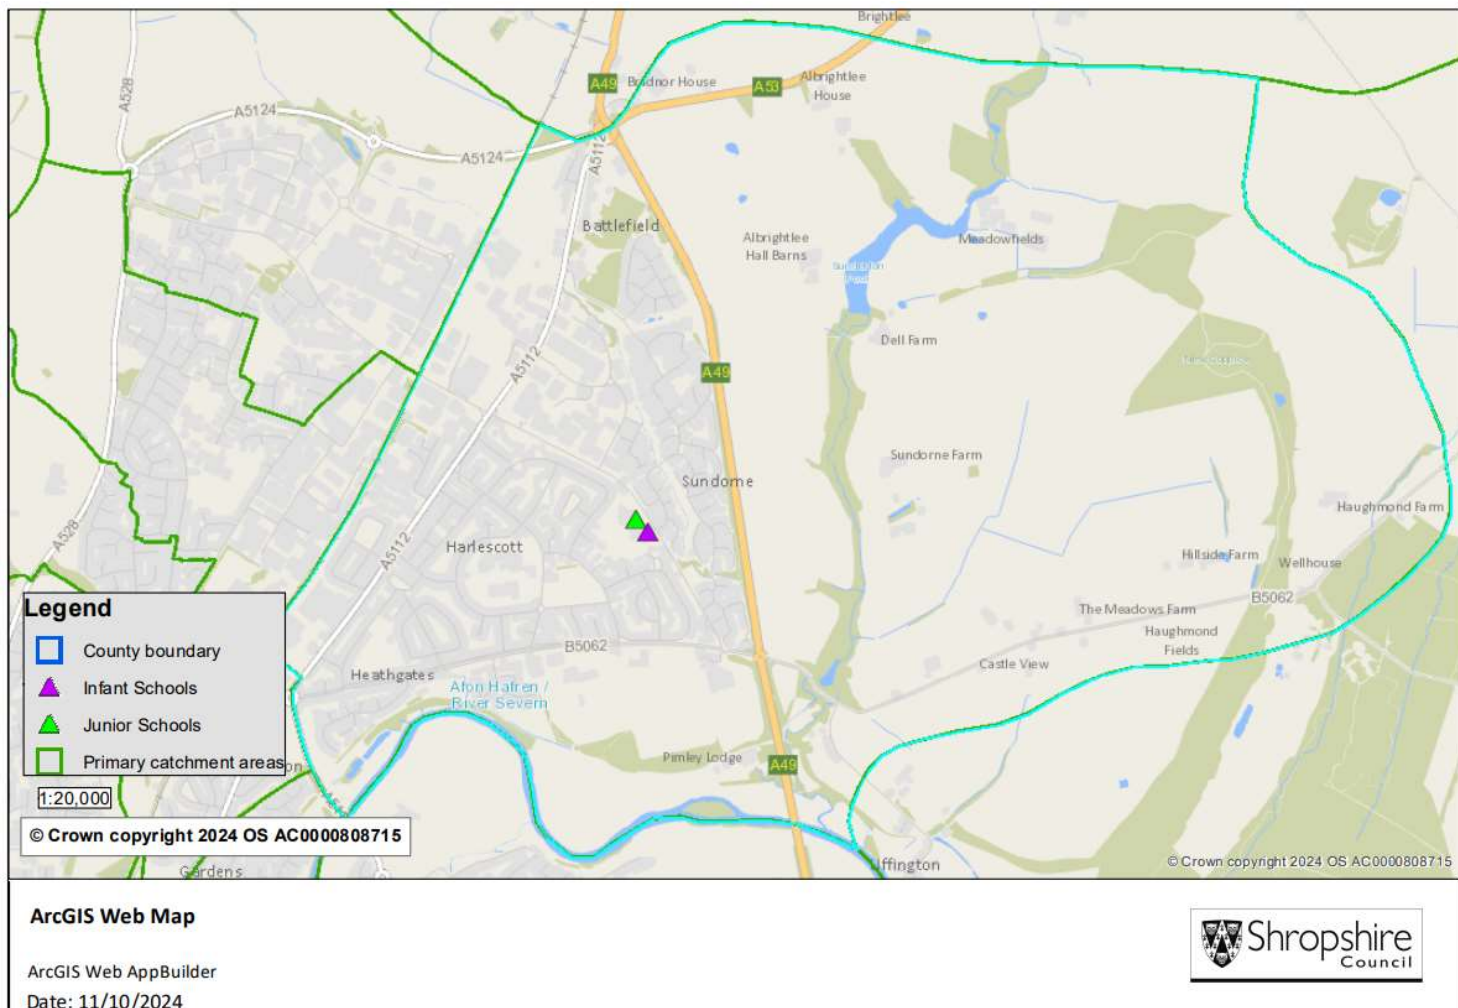 Brightlee
A49
Bradnor House
A53
Albrightlee
House
A528
A5124
A5124
A5112
Battlefield
Albrightlee
Hall Barns
Meadowfields
Dell Farm
A49
A5112
Sundorne
Sundorne Farm
Haughmond Farm
A528
A5112
Harlescott
Hillside Farm
Wellhouse
B5062
The Meadows Farm
Haughmond
Fields
B5062
Castle View
Heathgates
Afon Hafren /
River Severn
Pimley Lodge
A49
Uffington
Gardens
Legend
County boundary
Infant Schools
Junior Schools
Primary catchment areas
1:20,000
© Crown copyright 2024 OS AC0000808715
© Crown copyright 2024 OS AC0000808715
ArcGIS Web Map
ArcGIS Web AppBuilder
Date: 11/10/2024
Shropshire
Council